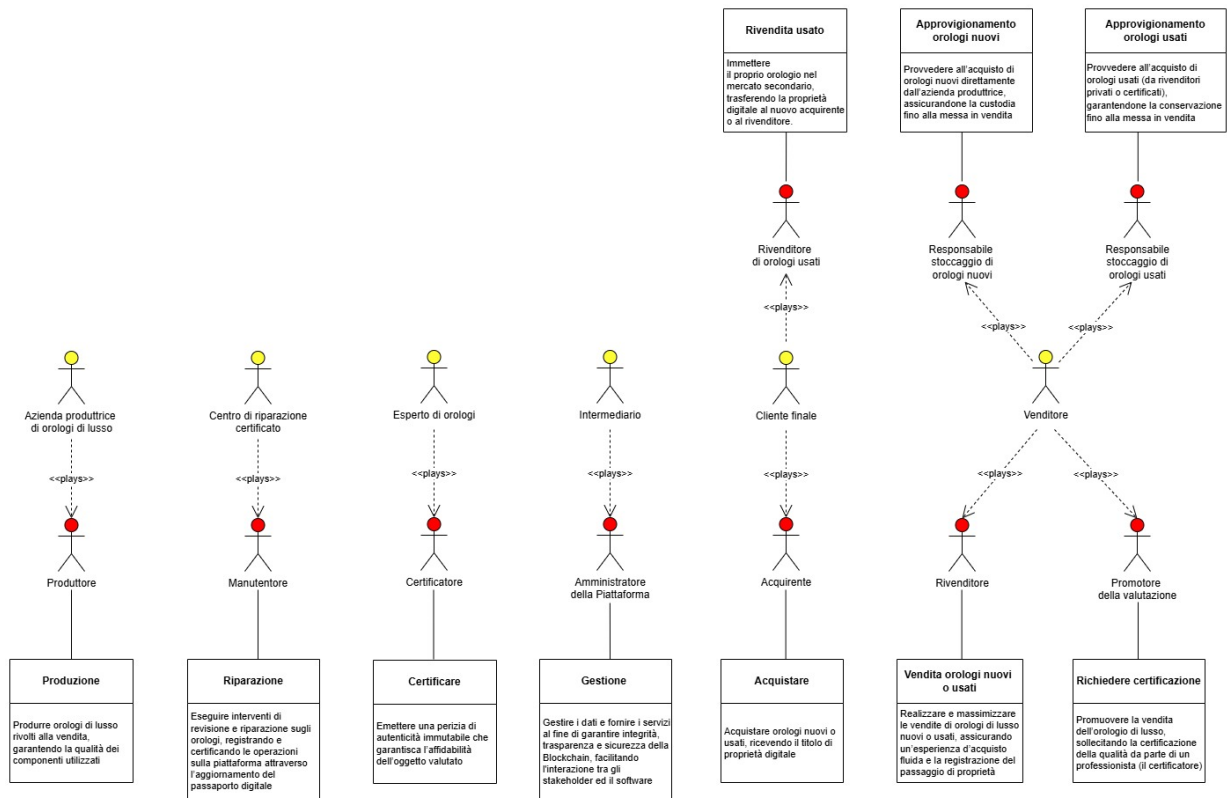 Rivendita usato
Immettere
il proprio orologio nel
mercato secondario,
trasferendo la proprietà
digitale al nuovo acquirente
o al rivenditore.
Approvigionamento
orologi nuovi
Provvedere all'acquisto di
orologi nuovi direttamente
dall'azienda produttrice,
assicurandone la custodia
fino alla messa in vendita
Approvigionamento
orologi usati
Provvedere all'acquisto di
orologi usati (da rivenditori
privati o certificati),
garantendone la conservazione
fino alla messa in vendita
Rivenditore
di orologi usati
Responsabile
stoccaggio di
orologi nuovi
Responsabile
stoccaggio di
orologi usati
<<plays>>
<<plays>>
<<plays>>
Azienda produttrice
di orologi di lusso
Centro di riparazione
certificato
Esperto di orologi
Intermediario
Cliente finale
Venditore
<<plays>>
<<plays>>
<<plays>>
<<plays>>
<<plays>>
<<plays>>
<<plays>>
Produttore
Manutentore
Certificatore
Amministratore
della Piattaforma
Acquirente
Rivenditore
Promotore
della valutazione
Produzione
Produrre orologi di lusso
rivolti alla vendita,
garantendo la qualità dei
componenti utilizzati
Riparazione
Eseguire interventi di
revisione e riparazione sugli
orologi, registrando e
certificando le operazioni
sulla piattaforma attraverso
l'aggiornamento del
passaporto digitale
Certificare
Emettere una perizia di
autenticità immutabile che
garantisca l'affidabilità
dell'oggetto valutato
Gestione
Gestire i dati e fornire i servizi
al fine di garantire integrità,
trasparenza e sicurezza della
Blockchain, facilitando
l'interazione tra gli
stakeholder ed il software
Acquistare
Acquistare orologi nuovi o
usati, ricevendo il titolo di
proprietà digitale
Vendita orologi nuovi
o usati
Realizzare e massimizzare
le vendite di orologi di lusso
nuovi o usati, assicurando
un'esperienza d'acquisto
fluida e la registrazione del
passaggio di proprietà
Richiedere certificazione
Promuovere la vendita
dell'orologio di lusso,
sollecitando la certificazione
della qualità da parte di un
professionista (il certificatore)